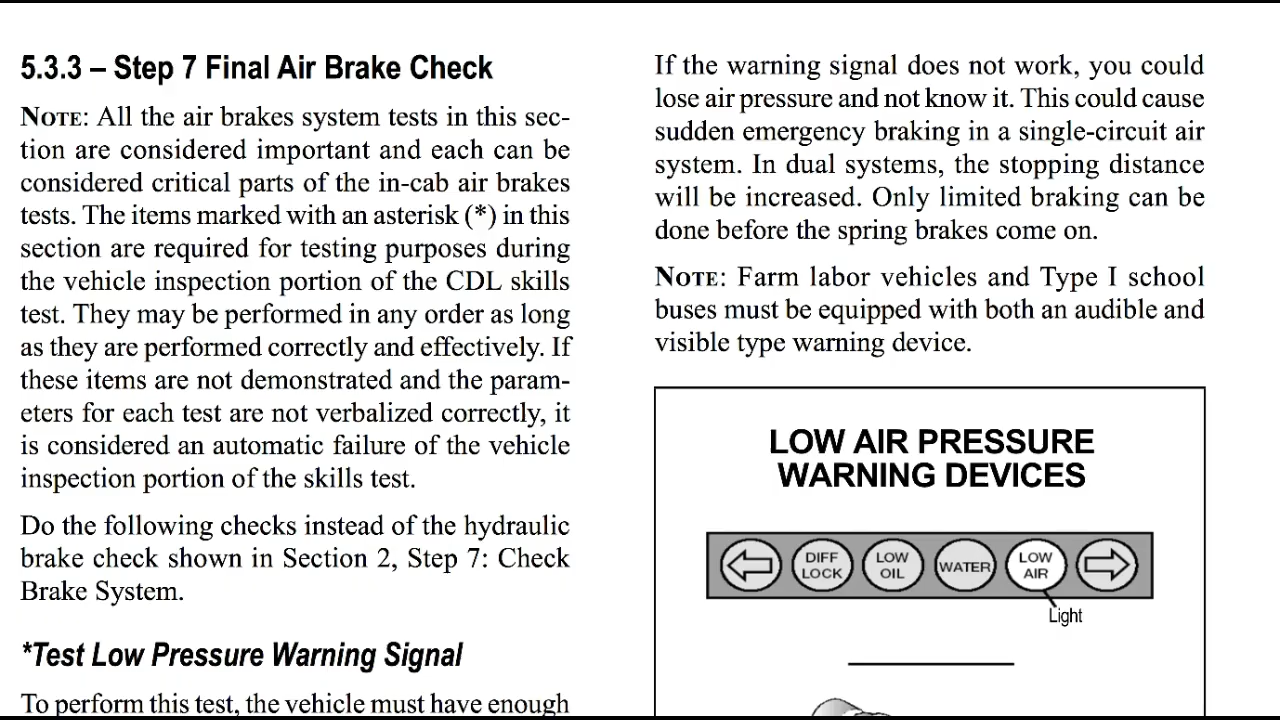 5.3.3 – Step 7 Final Air Brake Check
NOTE: All the air brakes system tests in this sec-
tion are considered important and each can be
considered critical parts of the in-cab air brakes
tests. The items marked with an asterisk (*) in this
section are required for testing purposes during
the vehicle inspection portion of the CDL skills
test. They may be performed in any order as long
as they are performed correctly and effectively. If
these items are not demonstrated and the param-
eters for each test are not verbalized correctly, it
is considered an automatic failure of the vehicle
inspection portion of the skills test.
Do the following checks instead of the hydraulic
brake check shown in Section 2, Step 7: Check
Brake System.
*Test Low Pressure Warning Signal
To perform this test, the vehicle must have enough
If the warning signal does not work, you could
lose air pressure and not know it. This could cause
sudden emergency braking in a single-circuit air
system. In dual systems, the stopping distance
will be increased. Only limited braking can be
done before the spring brakes come on.
NOTE: Farm labor vehicles and Type I school
buses must be equipped with both an audible and
visible type warning device.
LOW AIR PRESSURE
WARNING DEVICES
DIFF
LOCK
LOW
OIL
WATER
LOW
AIR
Light